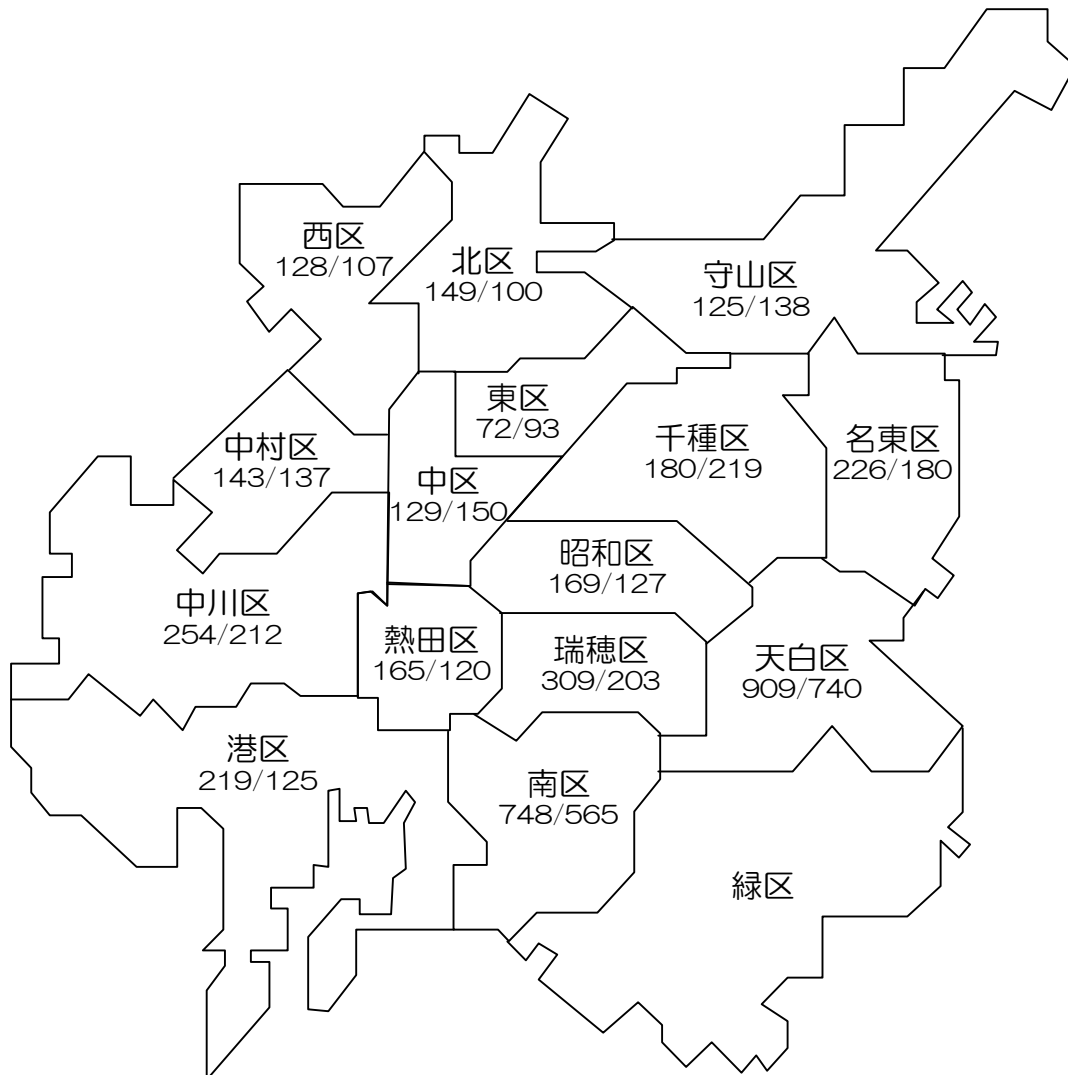 西区
128/107
北区
149/100
守山区
125/138
東区
72/93
中村区
143/137
中区
129/150
千種区
180/219
名東区
226/180
昭和区
169/127
中川区
254/212
熱田区
165/120
瑞穂区
309/203
天白区
909/740
港区
219/125
南区
748/565
緑区